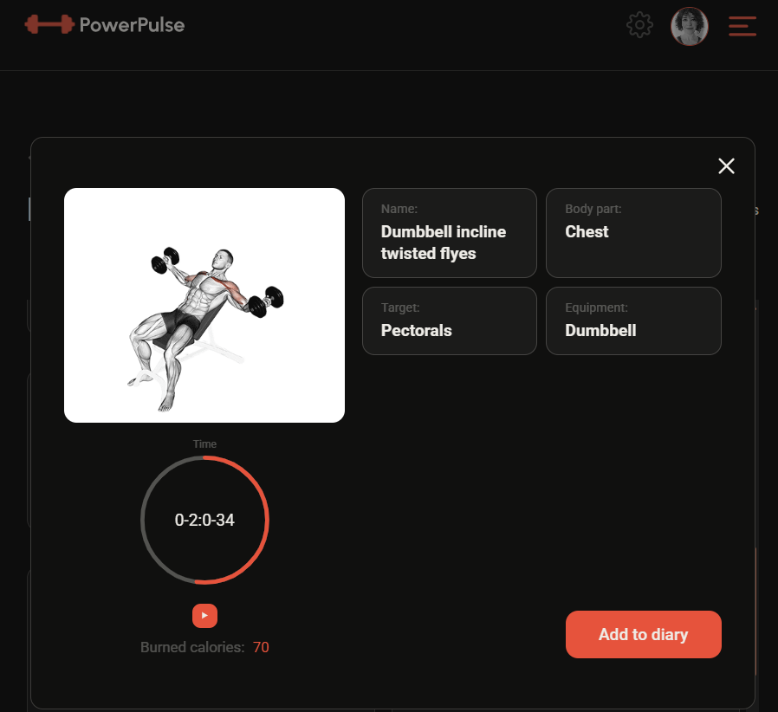 PowerPulse
Name:
Dumbbell incline
twisted flyes
Body part:
Chest
Target:
Pectorals
Equipment:
Dumbbell
Time
0-2:0-34
Burned calories: 70
Add to diary